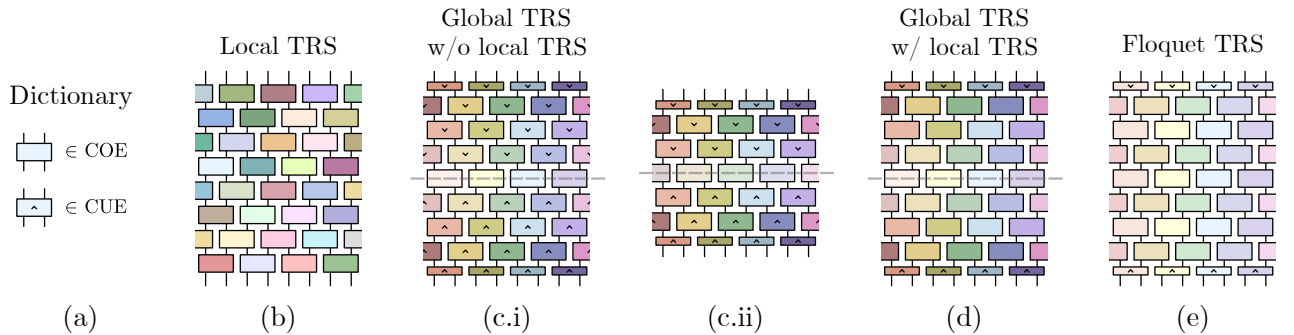 Dictionary
∈ COE
∈ CUE
(a)
Local TRS
(b)
Global TRS
w/o local TRS
(c.i)
(c.ii)
Global TRS
w/ local TRS
(d)
Floquet TRS
(e)